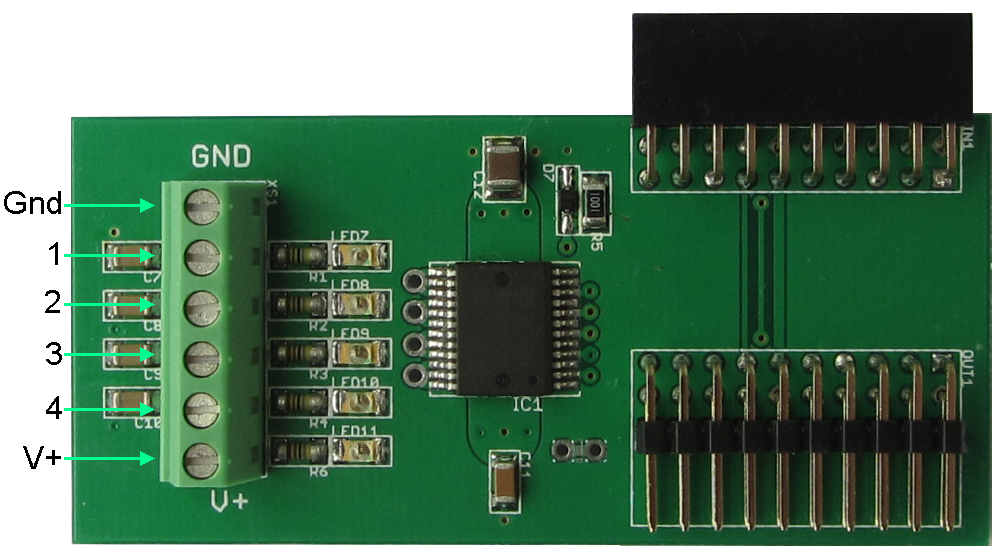 GND
Gnd
1
2
3
4
V+
V+
XS1
C7
C8
C9
C10
R1
R2
R3
R4
R6
LED7
LED8
LED9
LED10
LED11
C12
D7
1001
R5
IC1
C11
IN1
OUT1